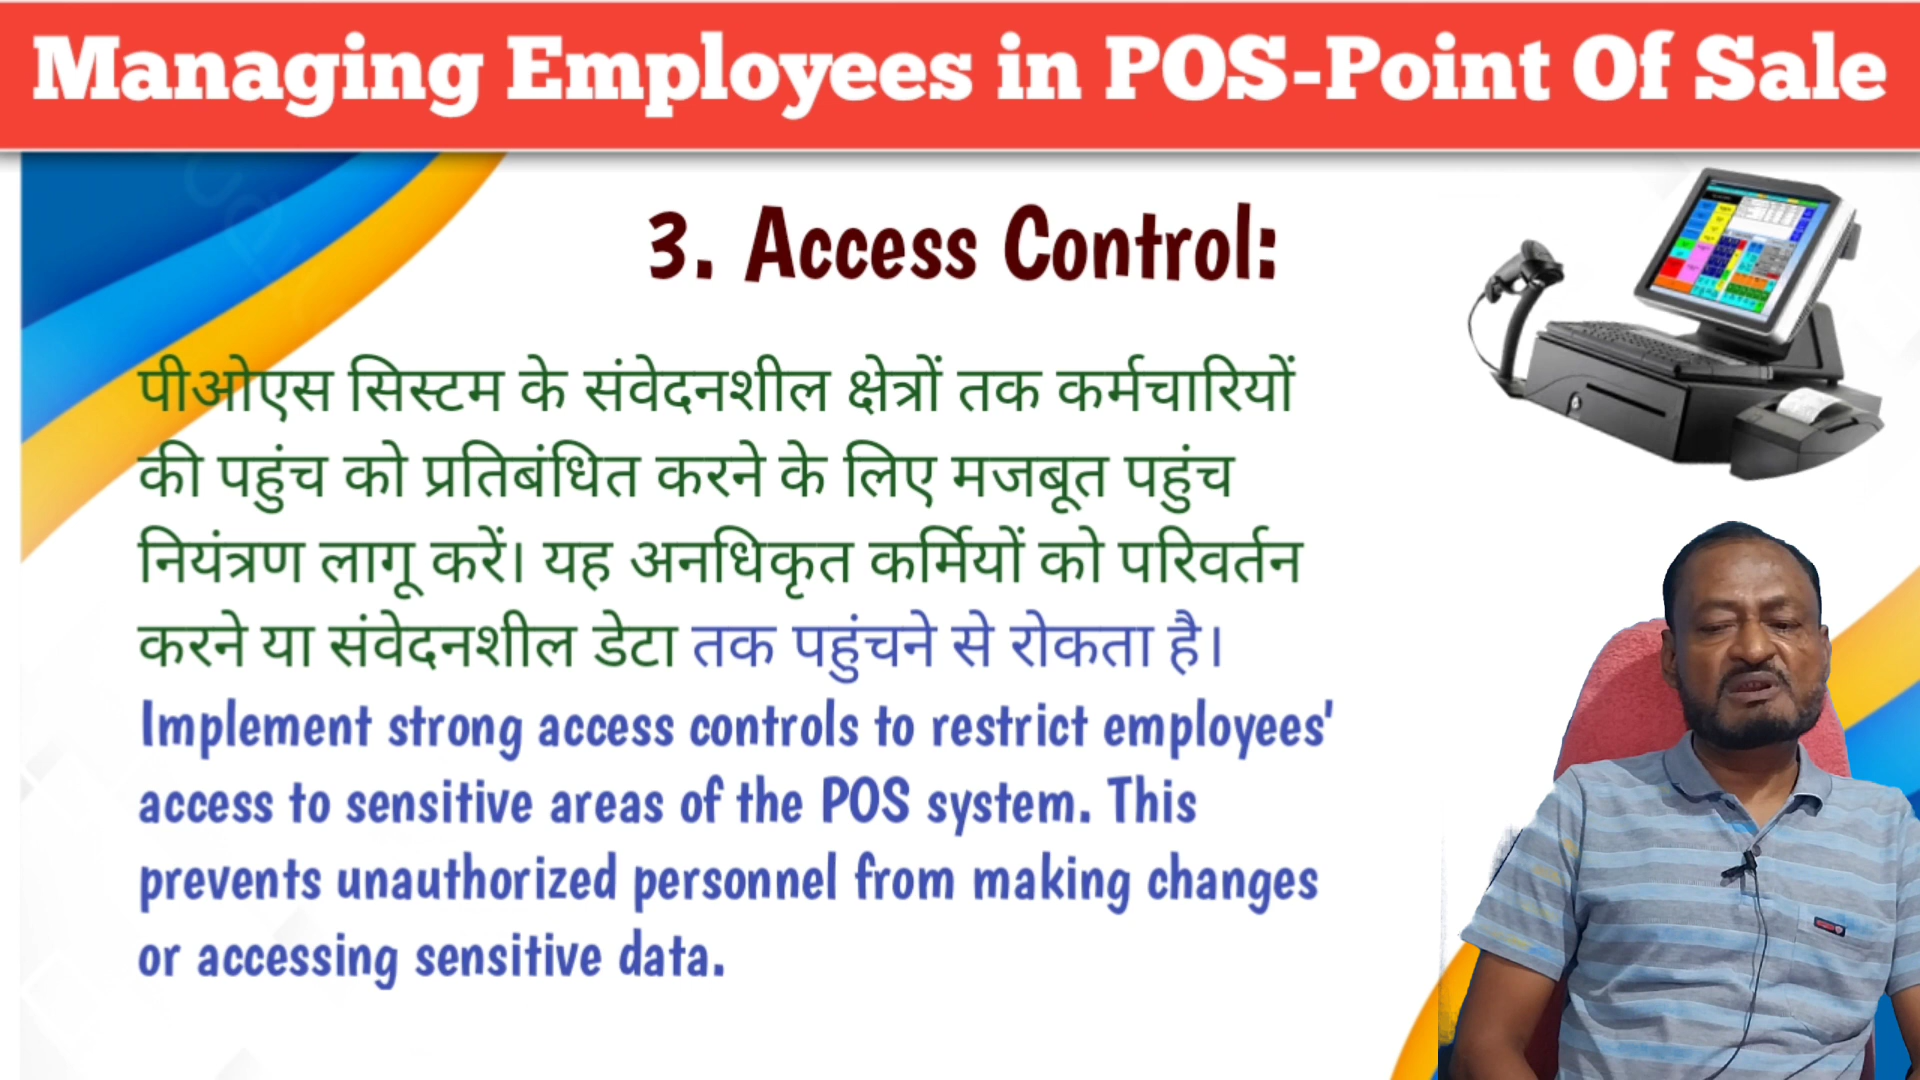 Managing Employees in POS-Point Of Sale
3. Access Control:
पीओएस सिस्टम के संवेदनशील क्षेत्रों तक कर्मचारियों
की पहुंच को प्रतिबंधित करने के लिए मजबूत पहुंच
नियंत्रण लागू करें। यह अनधिकृत कर्मियों को परिवर्तन
करने या संवेदनशील डेटा तक पहुंचने से रोकता है।
Implement strong access controls to restrict employees'
access to sensitive areas of the POS system. This
prevents unauthorized personnel from making changes
or accessing sensitive data.